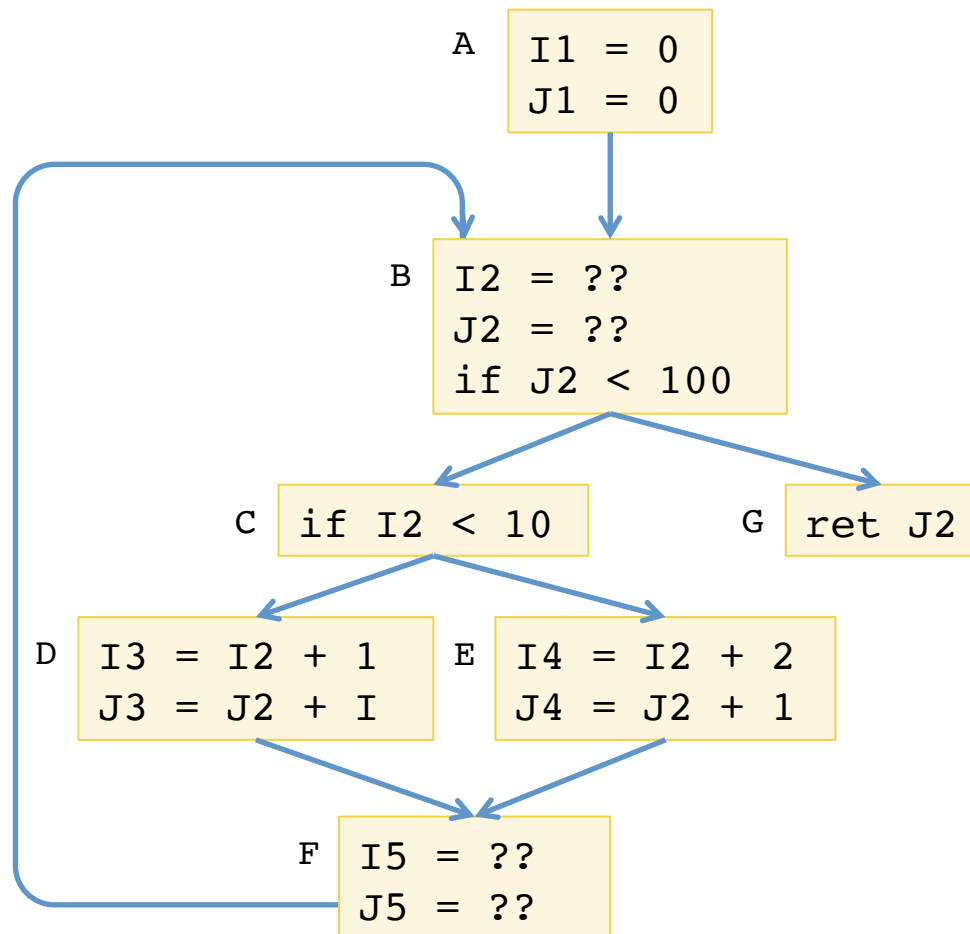 A
I1 = 0
J1 = 0
B
I2 = ??
J2 = ??
if J2 < 100
C
if I2 < 10
G
ret J2
D
I3 = I2 + 1
J3 = J2 + I
E
I4 = I2 + 2
J4 = J2 + 1
F
I5 = ??
J5 = ??